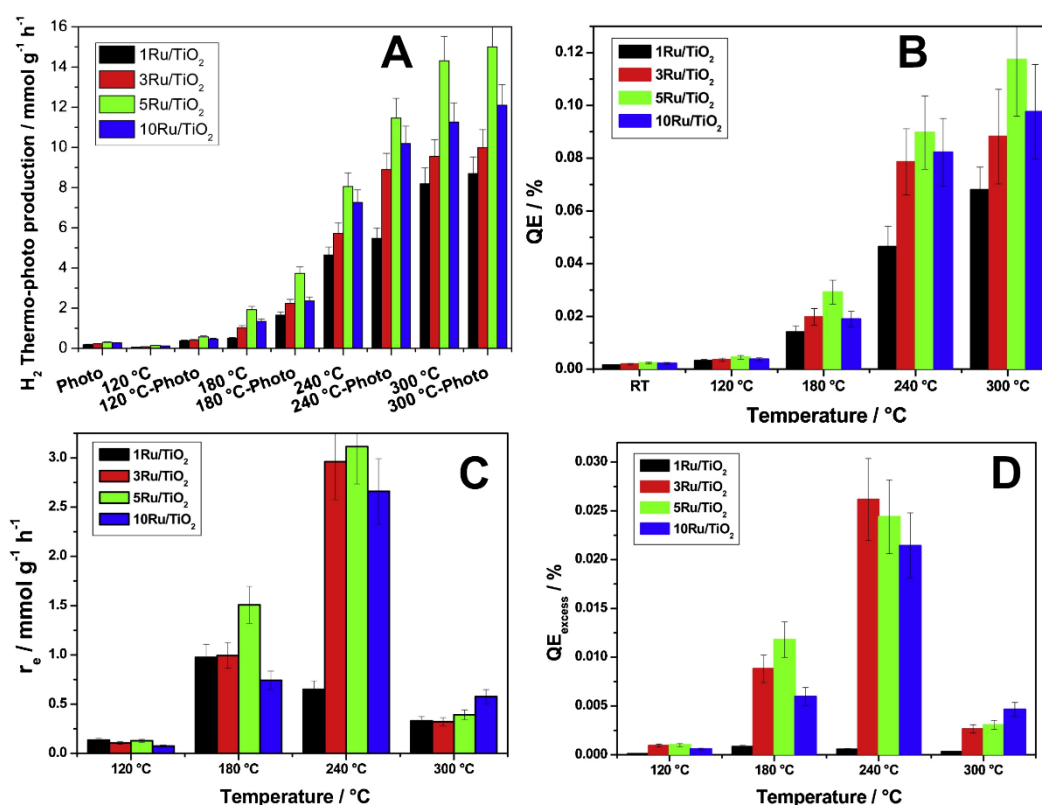 A
H₂ Thermo-photo production / mmol g⁻¹ h⁻¹
16
14
12
10
8
6
4
2
0
1Ru/TiO₂
3Ru/TiO₂
5Ru/TiO₂
10Ru/TiO₂
Photo
120 °C
120 °C-Photo
180 °C
180 °C-Photo
240 °C
240 °C-Photo
300 °C
300 °C-Photo
B
QE / %
0.12
0.10
0.08
0.06
0.04
0.02
0.00
1Ru/TiO₂
3Ru/TiO₂
5Ru/TiO₂
10Ru/TiO₂
RT 120 °C 180 °C 240 °C 300 °C
Temperature / °C
C
rₑ / mmol g⁻¹ h⁻¹
3.0
2.5
2.0
1.5
1.0
0.5
0.0
1Ru/TiO₂
3Ru/TiO₂
5Ru/TiO₂
10Ru/TiO₂
120 °C 180 °C 240 °C 300 °C
Temperature / °C
D
QE_excess / %
0.030
0.025
0.020
0.015
0.010
0.005
0.000
1Ru/TiO₂
3Ru/TiO₂
5Ru/TiO₂
10Ru/TiO₂
120 °C 180 °C 240 °C 300 °C
Temperature / °C